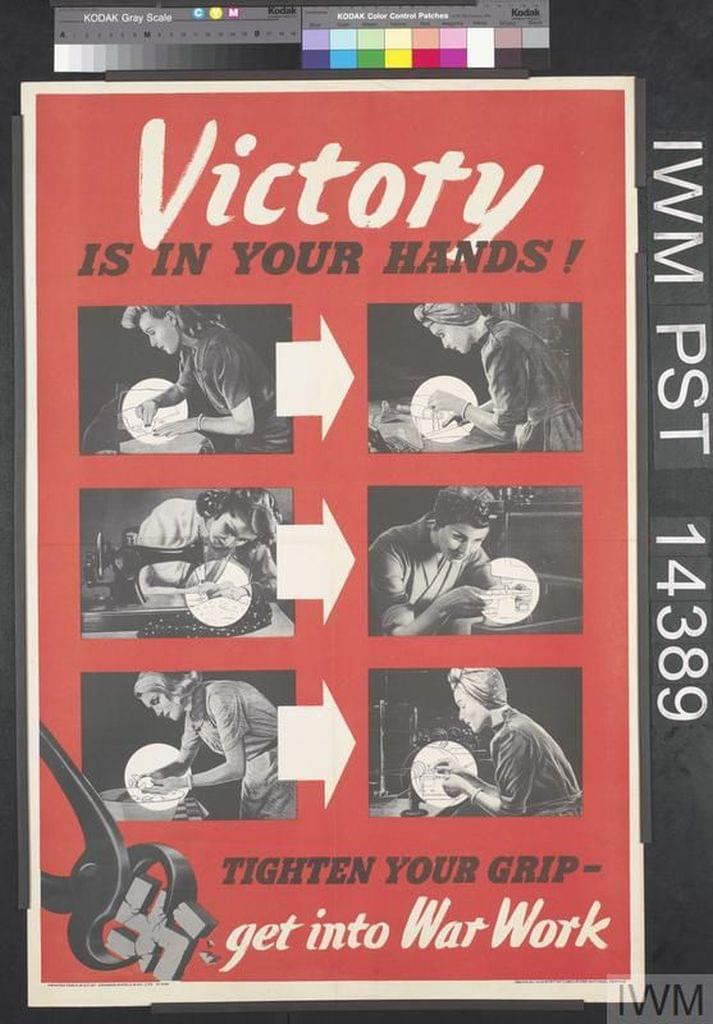 KODAK Gray Scale
C Y M
Kodak
KODAK Color Control Patches
Kodak
Victory
IS IN YOUR HANDS!
TIGHTEN YOUR GRIP-
get into War Work
IWM PST 14389
IWM